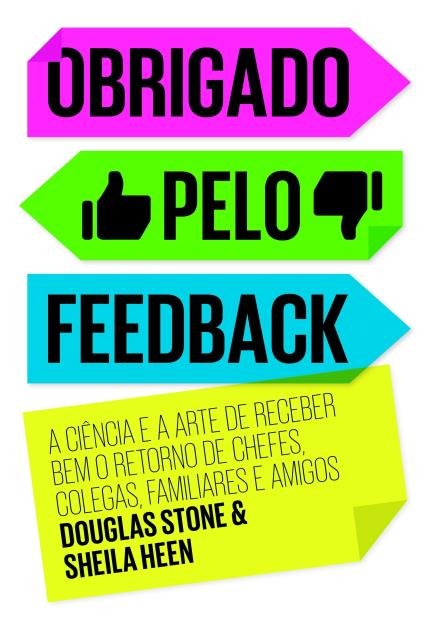 OBRIGADO
PELO
FEEDBACK
A CIÊNCIA E A ARTE DE RECEBER
BEM O RETORNO DE CHEFES,
COLEGAS, FAMILIARES E AMIGOS
DOUGLAS STONE &
SHEILA HEEN